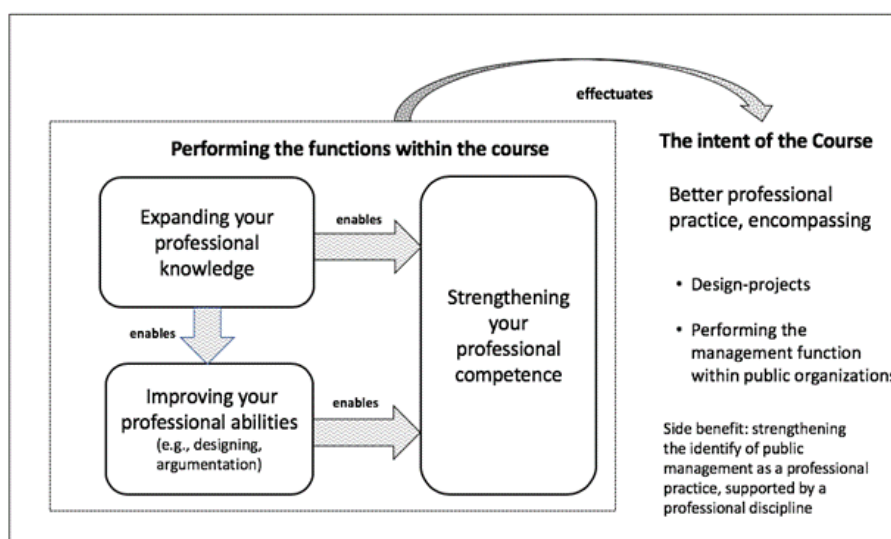 effectuates
Performing the functions within the course
The intent of the Course
Expanding your
professional
knowledge
enables
Better professional
practice, encompassing
• Design-projects
Strengthening
your
professional
competence
enables
• Performing the
management function
within public organizations
Improving your
professional abilities
(e.g., designing,
argumentation)
enables
Side benefit: strengthening
the identify of public
management as a professional
practice, supported by a
professional discipline